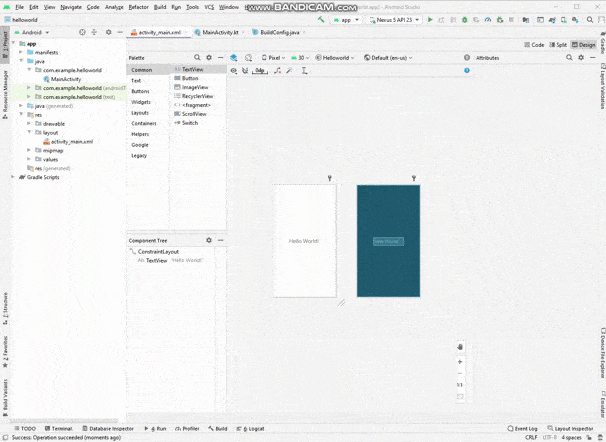 File Edit View Navigate Code Analyze Refactor Build Run Tools VCS Window
www.BANDICAM.com
Android Studio
helloworld
app
Nexus 5 API 23
Android
activity_main.xml
MainActivity.kt
BuildConfig.java
Code
Split
Design
1: Project
Resource Manager
app
manifests
java
com.example.helloworld
MainActivity
com.example.helloworld
com.example.helloworld (test)
java (generated)
res
drawable
layout
activity_main.xml
mipmap
values
res (generated)
Gradle Scripts
Palette
Common
Text
Buttons
Widgets
Layouts
Containers
Helpers
Google
Legacy
TextView
Button
ImageView
RecyclerView
<fragment>
ScrollView
Switch
Component Tree
ConstraintLayout
Ab TextView "Hello World!"
Pixel
30
Helloworld
Default (en-us)
0dp
Hello World!
1:1
Attributes
Gradle
Layout Validation
Device File Explorer
Emulator
Z: Structure
2: Favorites
Build Variants
TODO
Terminal
Database Inspector
4: Run
Profiler
Build
6: Logcat
Event Log
Layout Inspector
Success: Operation succeeded (moments ago)
CRLF UTF-8 4 spaces